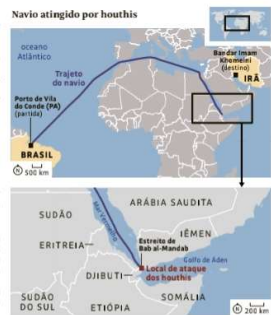 Navio atingido por houthis
oceano
Atlântico
Trajeto
do navio
Bandar Imam
Khomeini
(destino)
IRÃ
Porto de Vila
do Conde (PA)
(partida)
BRASIL
500 km
ARÁBIA SAUDITA
Mar Vermelho
SUDÃO
IÊMEN
Estreito de
Bab al-Mandab
ERITREIA
Golfo de Áden
Local de ataque
dos houthis
DJIBUTI
SUDÃO
DO SUL
ETIÓPIA
SOMÁLIA
200 km